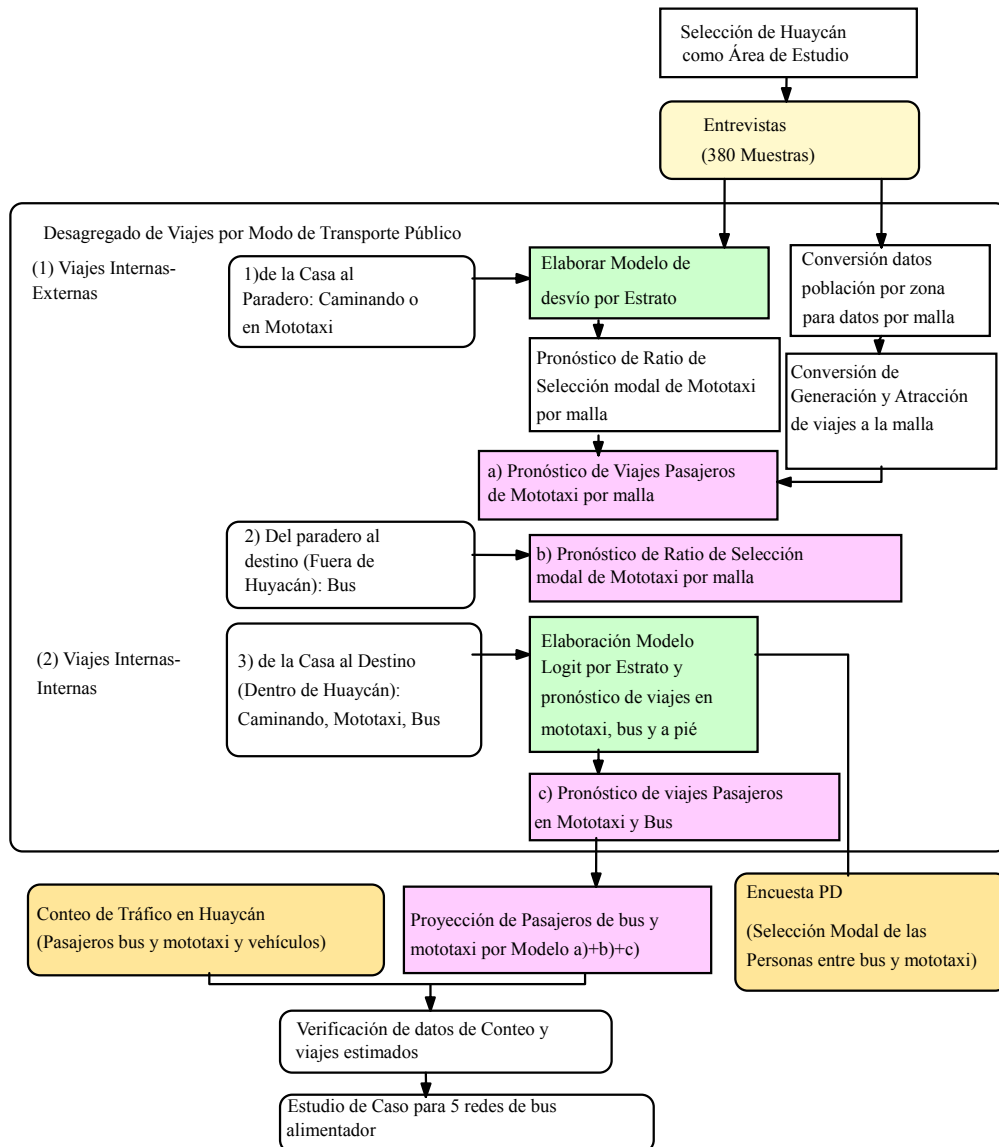 Selección de Huaycán
como Área de Estudio
Entrevistas
(380 Muestras)
Desagregado de Viajes por Modo de Transporte Público
(1) Viajes Internas-
Externas
1)de la Casa al
Paradero: Caminando o
en Mototaxi
Elaborar Modelo de
desvío por Estrato
Conversión datos
población por zona
para datos por malla
Pronóstico de Ratio de
Selección modal de Mototaxi
por malla
Conversión de
Generación y Atracción
de viajes a la malla
a) Pronóstico de Viajes Pasajeros
de Mototaxi por malla
2) Del paradero al
destino (Fuera de
Huyacán): Bus
b) Pronóstico de Ratio de Selección
modal de Mototaxi por malla
(2) Viajes Internas-
Internas
3) de la Casa al Destino
(Dentro de Huaycán):
Caminando, Mototaxi, Bus
Elaboración Modelo
Logit por Estrato y
pronóstico de viajes en
mototaxi, bus y a pié
c) Pronóstico de viajes Pasajeros
en Mototaxi y Bus
Conteo de Tráfico en Huaycán
(Pasajeros bus y mototaxi y vehículos)
Proyección de Pasajeros de bus y
mototaxi por Modelo a)+b)+c)
Encuesta PD
(Selección Modal de las
Personas entre bus y mototaxi)
Verificación de datos de Conteo y
viajes estimados
Estudio de Caso para 5 redes de bus
alimentador